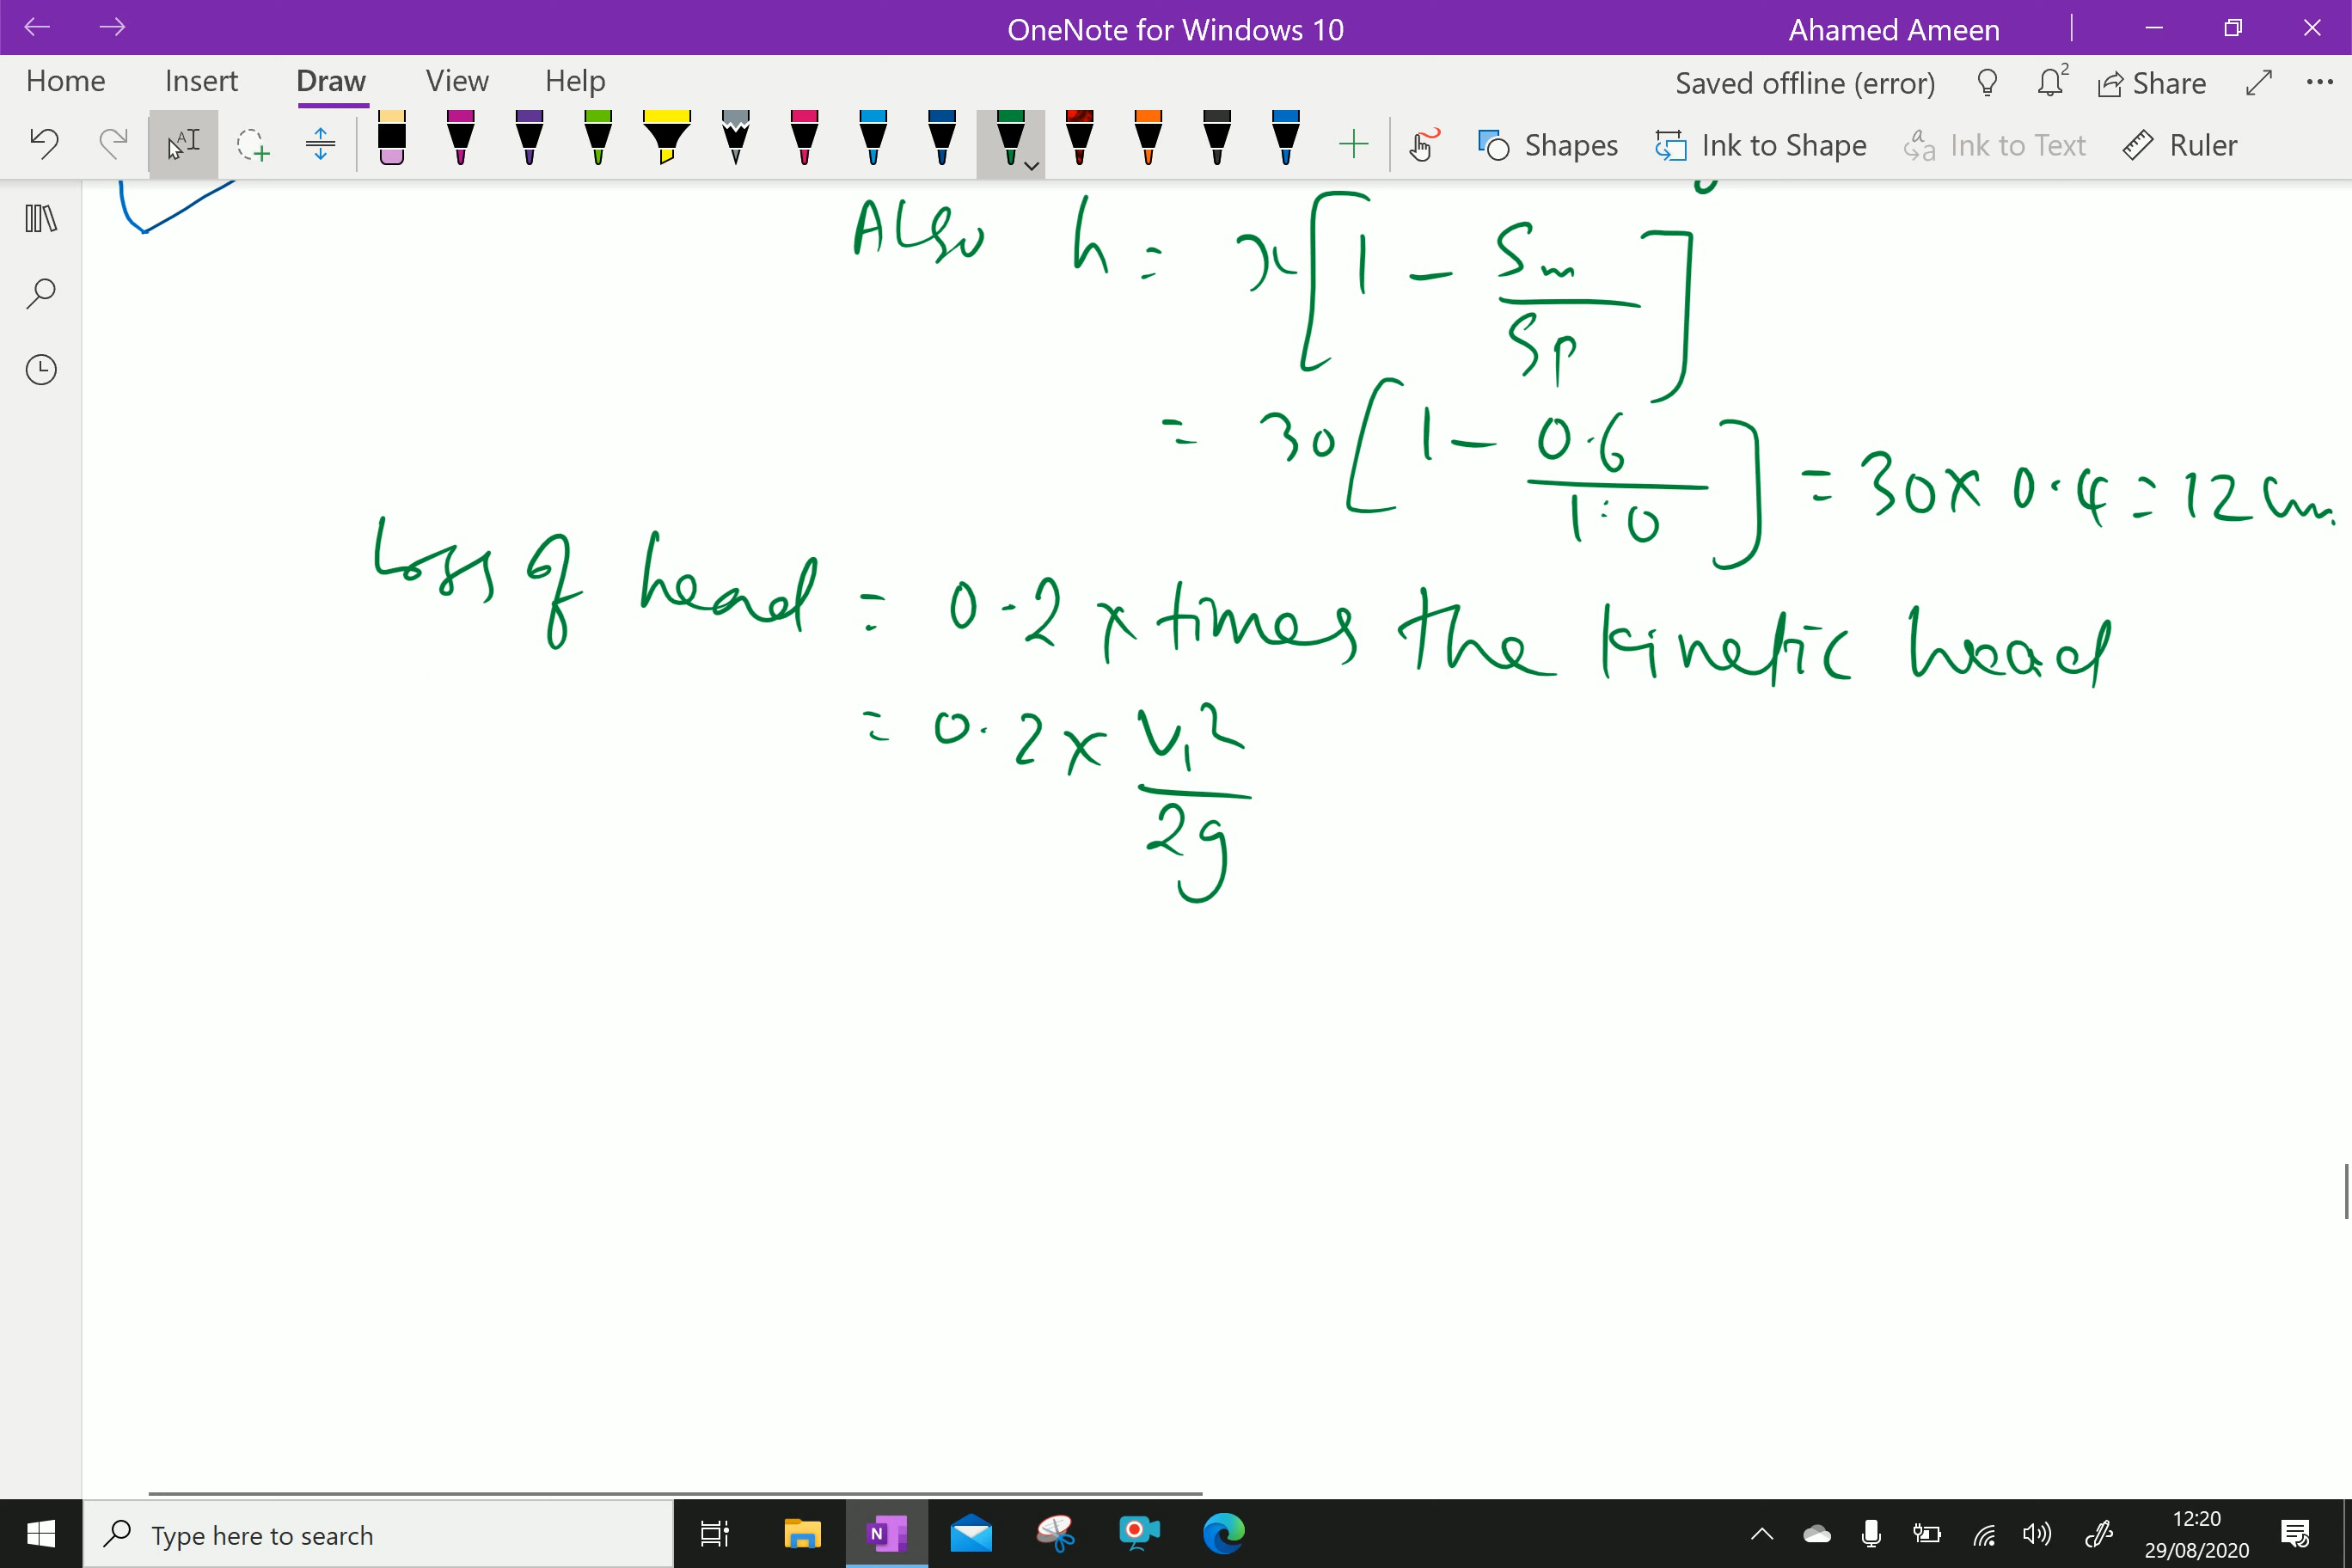 OneNote for Windows 10
Ahamed Ameen
Home Insert Draw View Help
Saved offline (error) 2 Share
Shapes Ink to Shape Ink to Text Ruler
Also h = x[1 - Sm/Sp]
= 30[1 - 0.6/1.0] = 30 x 0.4 = 12 cm.
Loss of head = 0.2 x times the kinetic head
= 0.2 x V1²/2g
Type here to search
12:20
29/08/2020